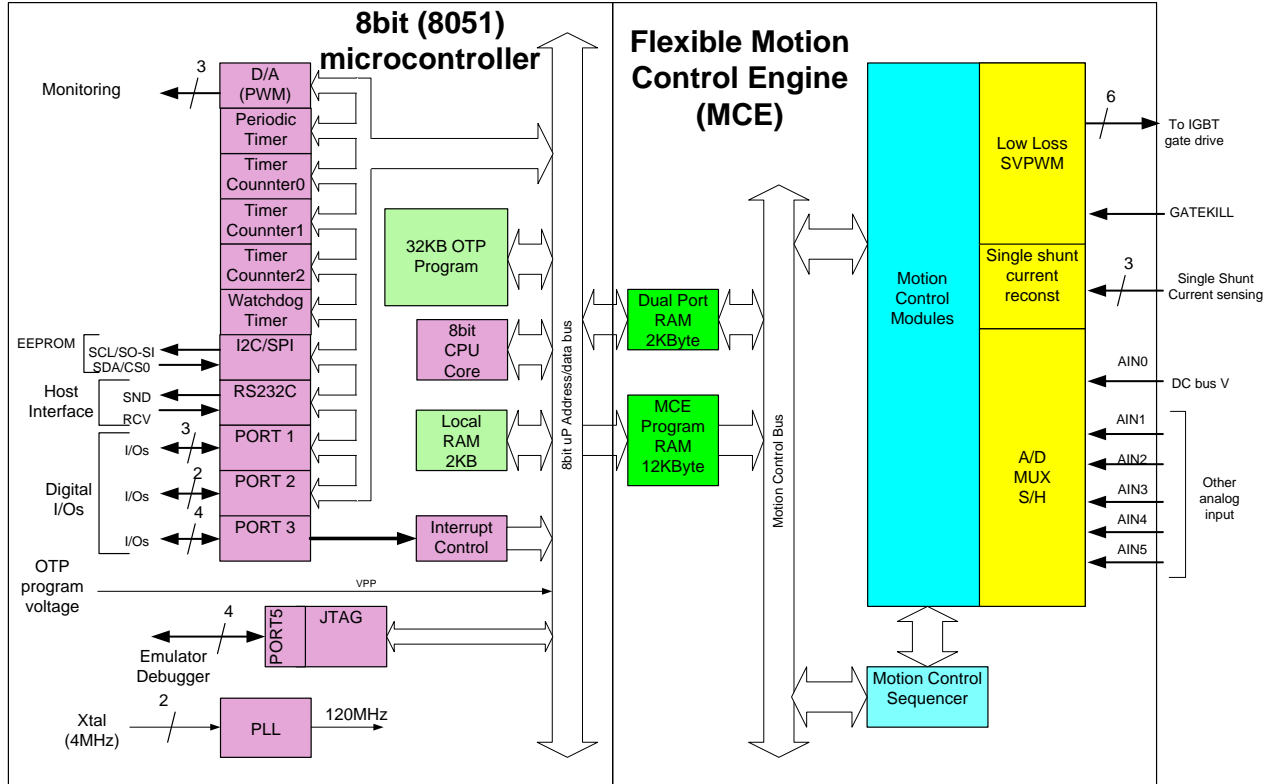 8bit (8051)
microcontroller
Flexible Motion
Control Engine
(MCE)
Monitoring
3
D/A
(PWM)
Periodic
Timer
Timer
Counnter0
Timer
Counter1
Timer
Counnter2
Watchdog
Timer
EEPROM
SCL/SO-SI
SDA/CS0
I2C/SPI
Host
Interface
SND
RCV
RS232C
Digital
I/Os
I/Os
3
PORT 1
I/Os
2
PORT 2
I/Os
4
PORT 3
Interrupt
Control
OTP
program
voltage
VPP
Emulator
Debugger
4
PORT5
JTAG
Xtal
(4MHz)
2
PLL
120MHz
32KB OTP
Program
8bit
CPU
Core
Local
RAM
2KB
8bit uP Address/data bus
Dual Port
RAM
2KByte
MCE
Program
RAM
12KByte
Motion Control Bus
Motion
Control
Modules
Motion Control
Sequencer
Low Loss
SVPWM
6
To IGBT
gate drive
GATEKILL
Single shunt
current
reconst
3
Single Shunt
Current sensing
A/D
MUX
S/H
AIN0
DC bus V
AIN1
AIN2
AIN3
AIN4
AIN5
Other
analog
input